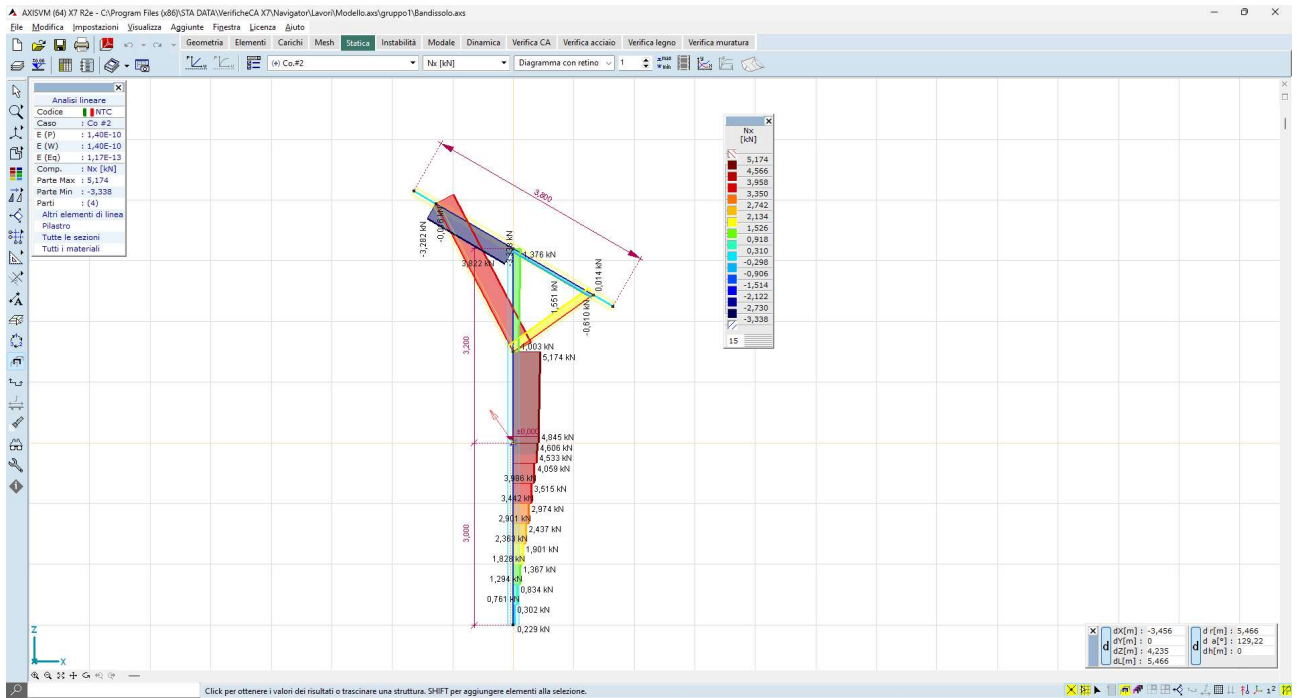 AXISVM (64) X7 R2e - C:\Program Files (x86)\STA DATA\VerificheCA X7\Navigator\Lavori\Modello.axs\gruppo1\Bandissolo.axs
File Modifica Impostazioni Visualizza Aggiunte Finestra Licenza Aiuto
Geometria Elementi Carichi Mesh Statica Instabilità Modale Dinamica Verifica CA Verifica acciaio Verifica legno Verifica muratura
(+) Co.#2 Nx [kN] Diagramma con retino 1
Analisi lineare
Codice NTC
Caso : Co #2
E (P) : 1,40E-10
E (W) : 1,40E-10
E (Eq) : 1,17E-13
Comp. : Nx [kN]
Parte Max : 5,174
Parte Min : -3,338
Parti : (4)
Altri elementi di linea
Pilastro
Tutte le sezioni
Tutti i materiali
Nx
[kN]
5,174
4,566
3,958
3,350
2,742
2,134
1,526
0,918
0,310
-0,298
-0,906
-1,514
-2,122
-2,730
-3,338
15
3,800
-3,282 kN
3,822 kN
-3,338 kN
-1,376 kN
1,551 kN
-0,014 kN
-0,610 kN
1,003 kN
5,174 kN
3,200
±0,000
4,845 kN
4,606 kN
4,533 kN
4,059 kN
3,986 kN
3,515 kN
3,442 kN
2,974 kN
2,901 kN
2,437 kN
2,363 kN
1,901 kN
1,828 kN
1,367 kN
1,294 kN
0,834 kN
0,761 kN
0,302 kN
0,229 kN
3,000
Z
X
d
dX[m] : -3,456
dY[m] : 0
dZ[m] : 4,235
dL[m] : 5,466
d
d r[m] : 5,466
d a[°] : 129,22
dh[m] : 0
Click per ottenere i valori dei risultati o trascinare una struttura. SHIFT per aggiungere elementi alla selezione.